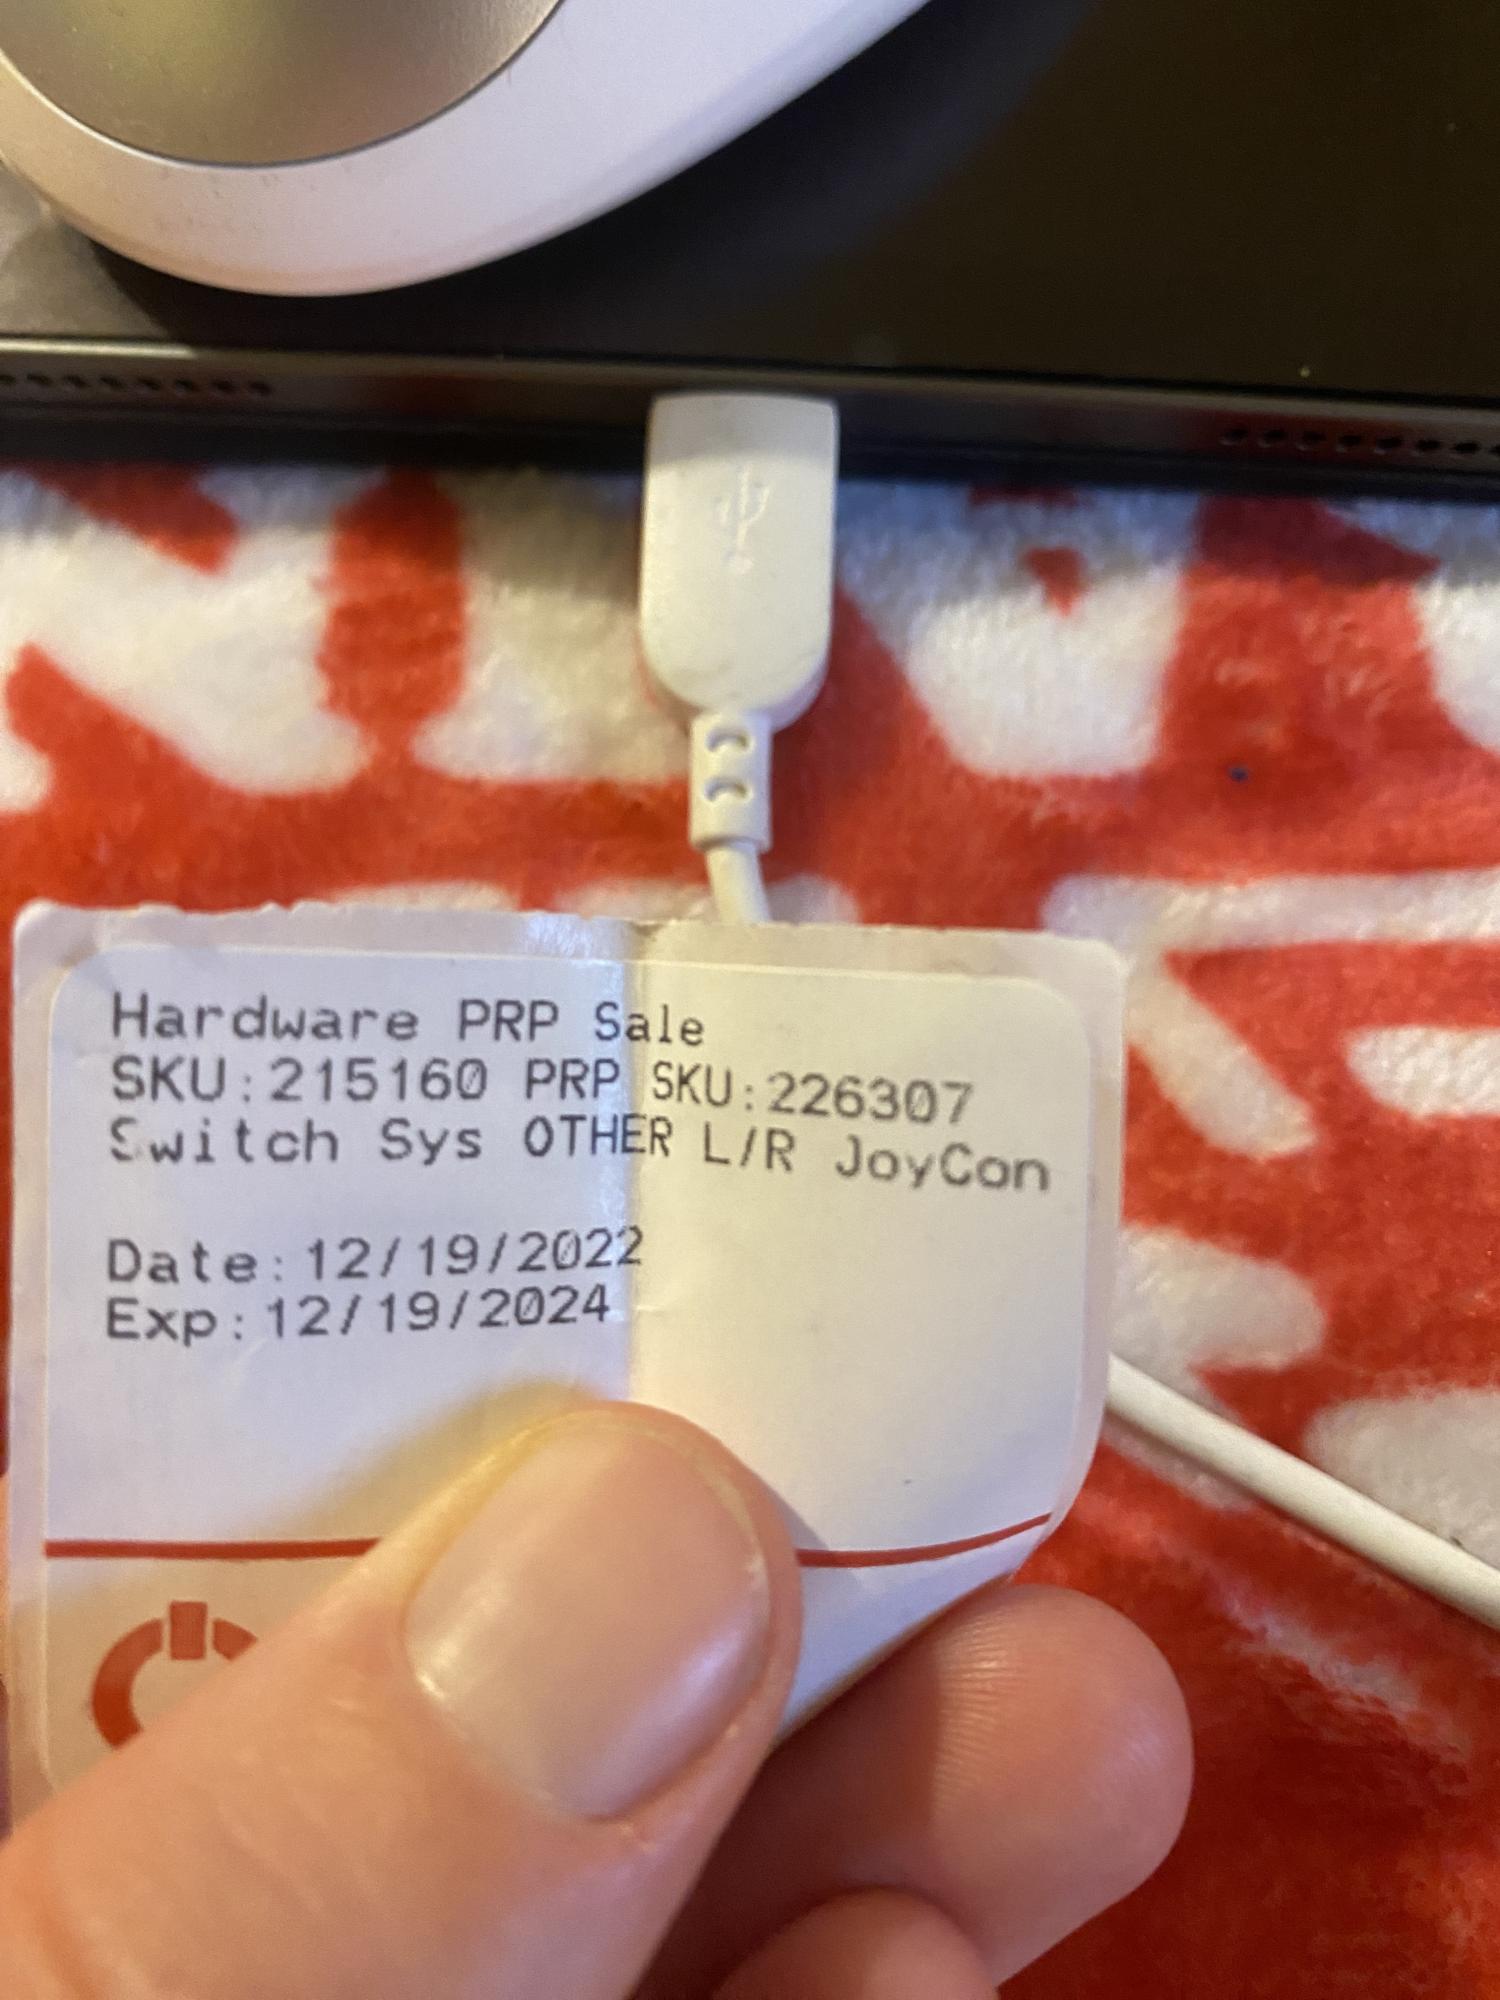 Hardware PRP Sale
SKU:215160 PRP SKU:226307
Switch Sys OTHER L/R JoyCon
Date:12/19/2022
Exp:12/19/2024